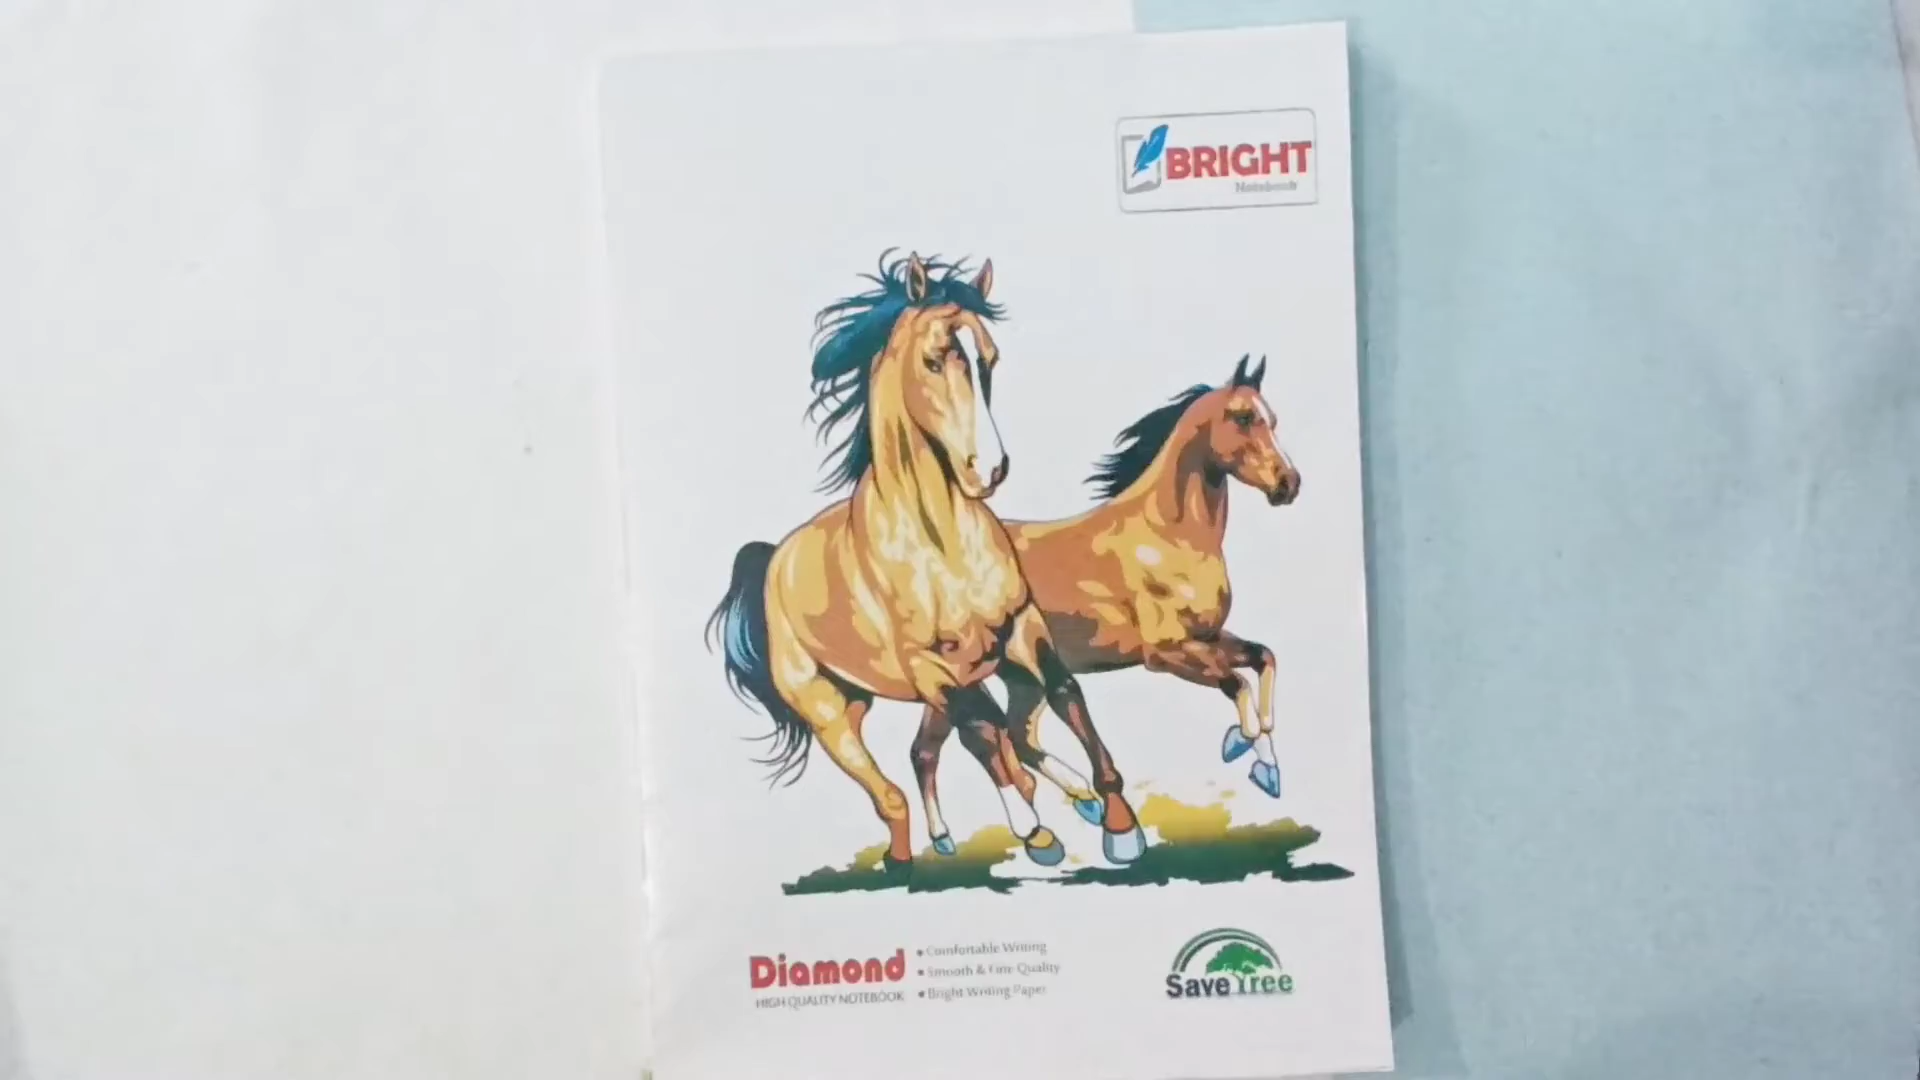 BRIGHT
Notebook
Diamond
HIGH QUALITY NOTEBOOK
• Comfortable Writing
• Smooth & Fine Quality
• Bright Writing Paper
Save Tree